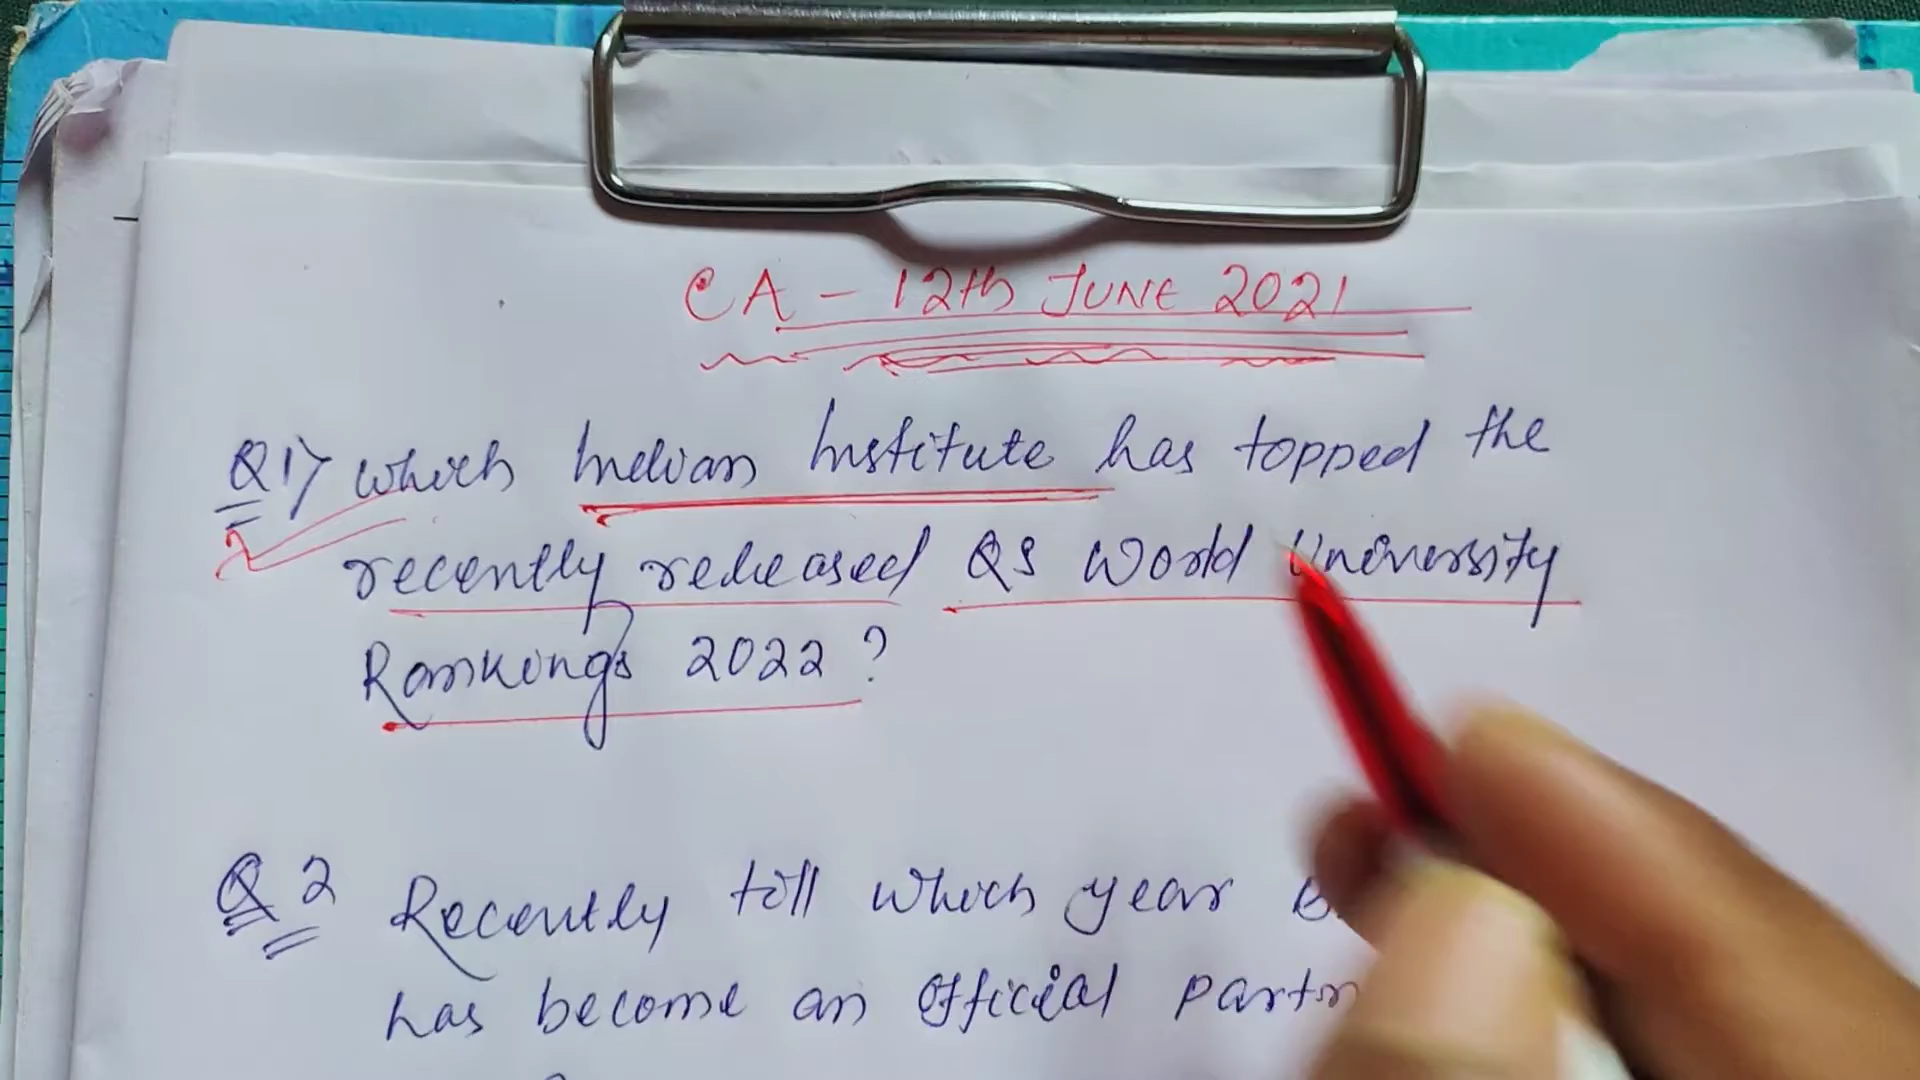 CA - 12th JUNE 2021
Q1) Which Indian Institute has topped the
recently released QS World University
Rankings 2022 ?
Q2 Recently till which year
has become an official